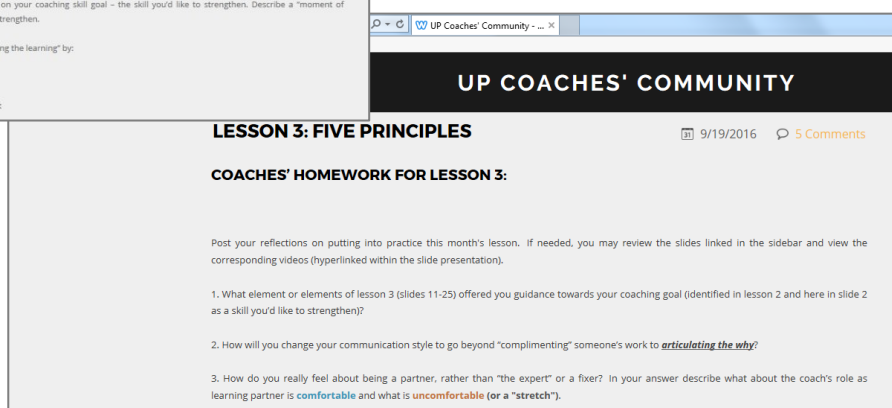 on your coaching skill goal – the skill you'd like to strengthen. Describe a "moment of
trengthen.
ng the learning" by:
:
UP Coaches' Community - ...
UP COACHES' COMMUNITY
LESSON 3: FIVE PRINCIPLES
31 9/19/2016 5 Comments
COACHES' HOMEWORK FOR LESSON 3:
Post your reflections on putting into practice this month's lesson. If needed, you may review the slides linked in the sidebar and view the
corresponding videos (hyperlinked within the slide presentation).
1. What element or elements of lesson 3 (slides 11-25) offered you guidance towards your coaching goal (identified in lesson 2 and here in slide 2
as a skill you'd like to strengthen)?
2. How will you change your communication style to go beyond "complimenting" someone's work to articulating the why?
3. How do you really feel about being a partner, rather than "the expert" or a fixer? In your answer describe what about the coach's role as
learning partner is comfortable and what is uncomfortable (or a "stretch").